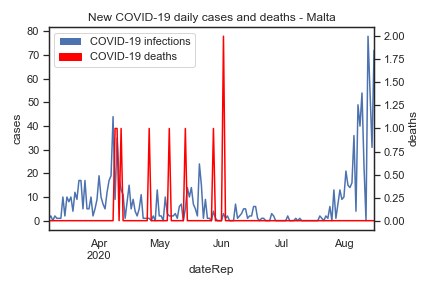 New COVID-19 daily cases and deaths - Malta
COVID-19 infections
COVID-19 deaths
80
70
60
50
40
30
20
10
0
cases
2.00
1.75
1.50
1.25
1.00
0.75
0.50
0.25
0.00
deaths
Apr
2020
May
Jun
Jul
Aug
dateRep